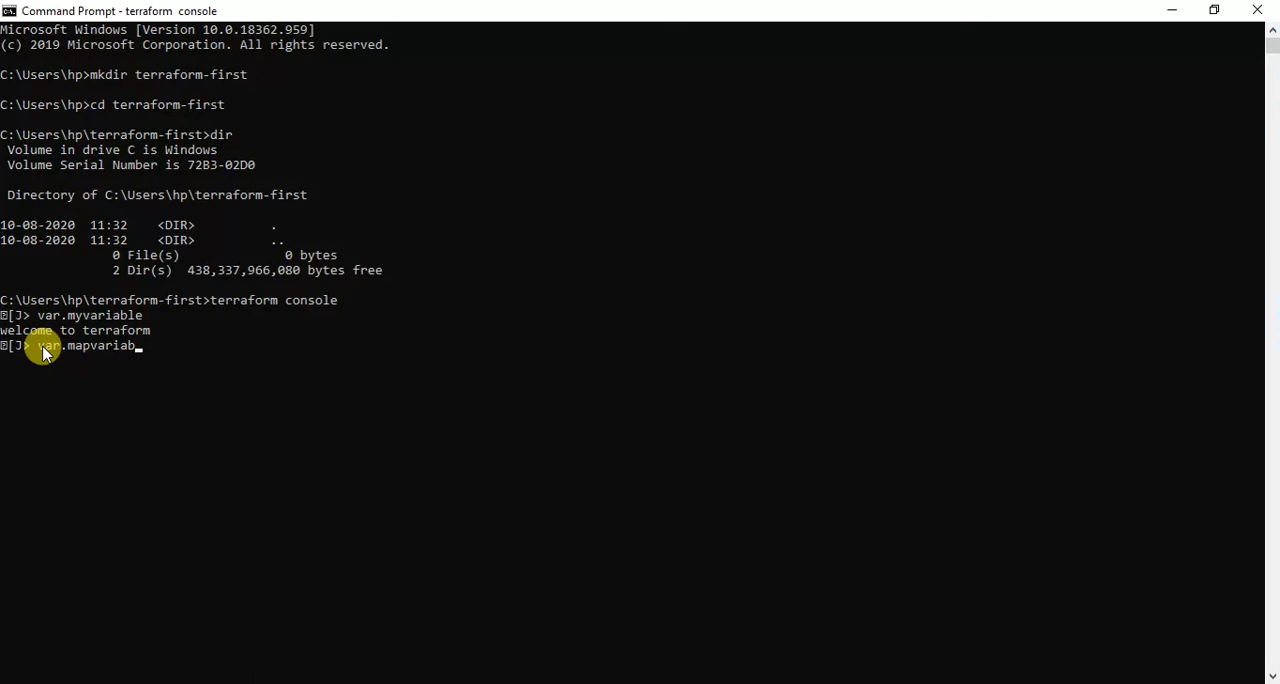 Command Prompt - terraform console
Microsoft Windows [Version 10.0.18362.959]
(c) 2019 Microsoft Corporation. All rights reserved.
C:\Users\hp>mkdir terraform-first
C:\Users\hp>cd terraform-first
C:\Users\hp\terraform-first>dir
Volume in drive C is Windows
Volume Serial Number is 72B3-02D0
Directory of C:\Users\hp\terraform-first
10-08-2020 11:32 <DIR> .
10-08-2020 11:32 <DIR> ..
0 File(s) 0 bytes
2 Dir(s) 438,337,966,080 bytes free
C:\Users\hp\terraform-first>terraform console
[J> var.myvariable
welcome to terraform
[J> var.mapvariab_